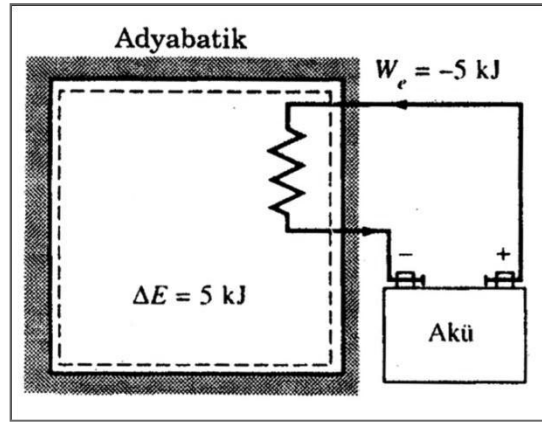 Adyabatik
W_e = −5 kJ
− +
ΔE = 5 kJ
Akü